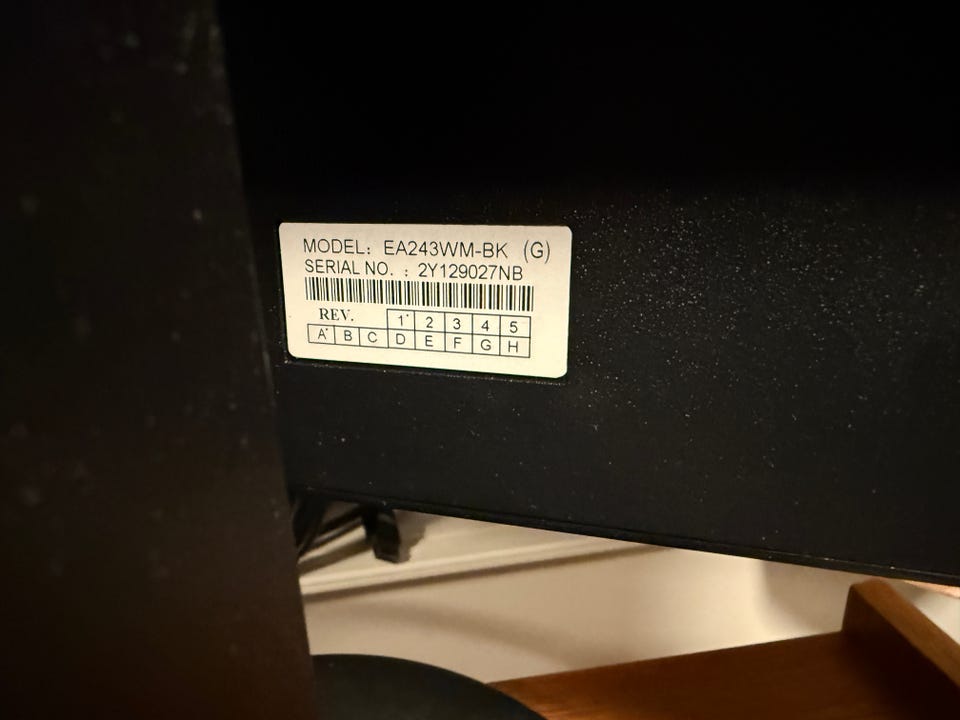 MODEL: EA243WM-BK (G)
SERIAL NO. : 2Y129027NB
REV. 1* 2 3 4 5
A* B C D E F G H